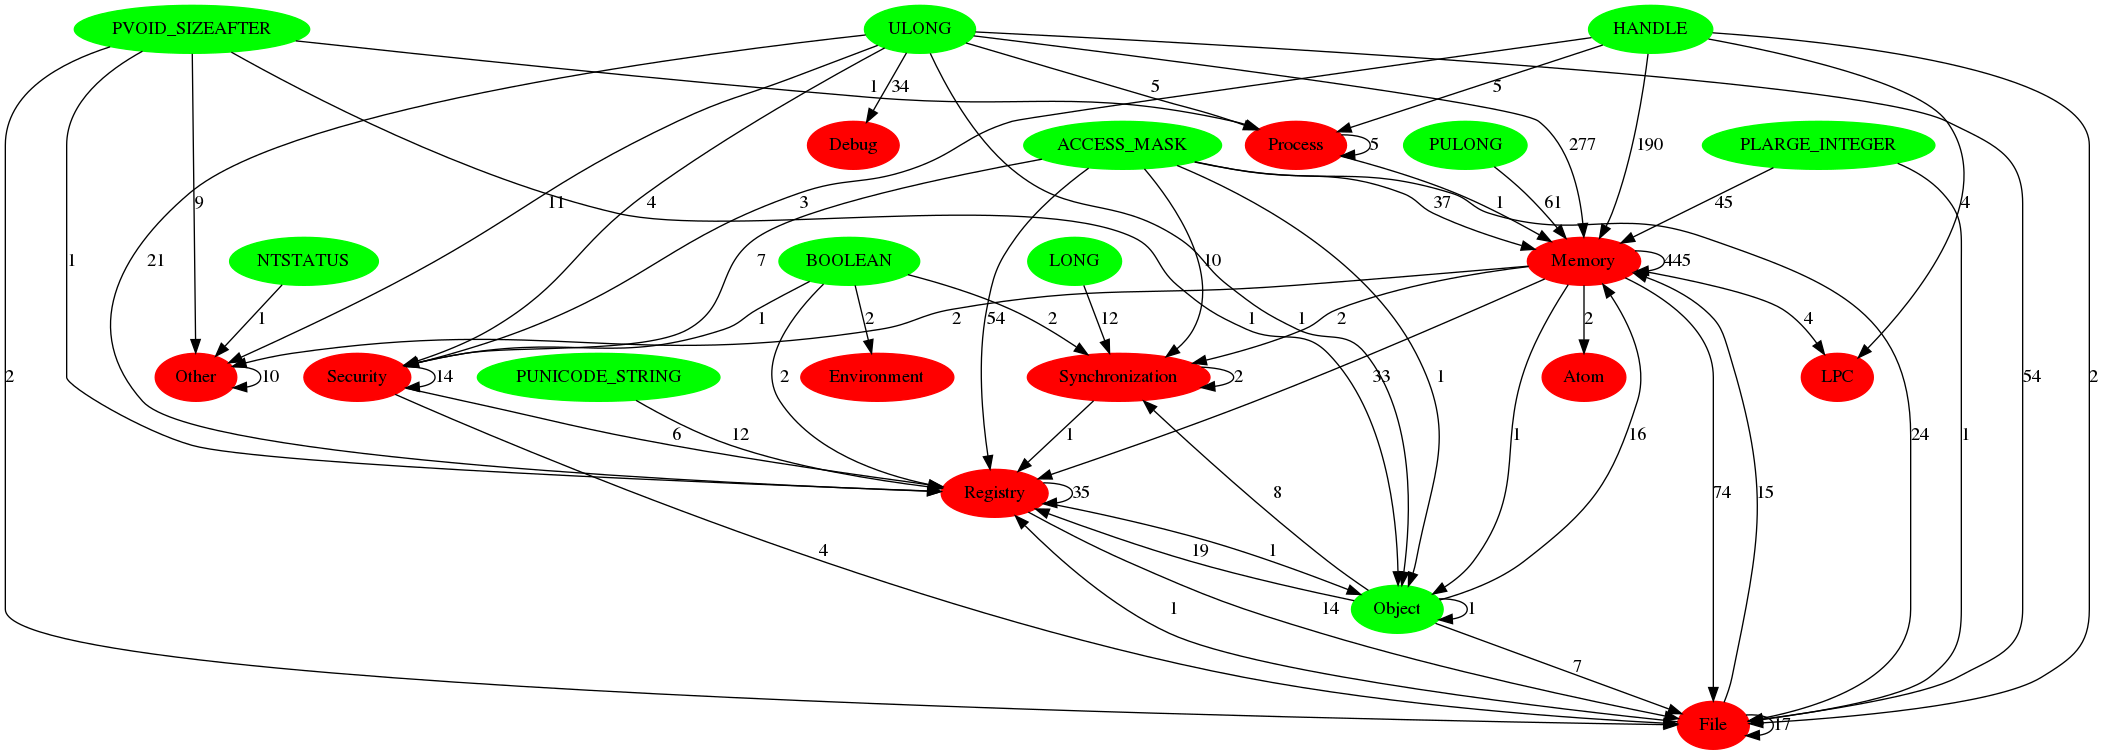 PVOID_SIZEAFTER ULONG HANDLE
1 34 5 5
Debug ACCESS_MASK Process 5 PULONG 277 190 PLARGE_INTEGER
9 11 4 3 37 1 61 45 4
1 21 NTSTATUS 7 BOOLEAN LONG 10 Memory 445
1 1 2 2 54 12 2 1 1 2 4
2 Other 10 Security 14 PUNICODE_STRING 2 Environment Synchronization 2 33 1 Atom LPC 54 2
6 12 1 1 16 24 1
Registry 35 8 74 15
4 19 1
1 14 Object 1
7
File 17